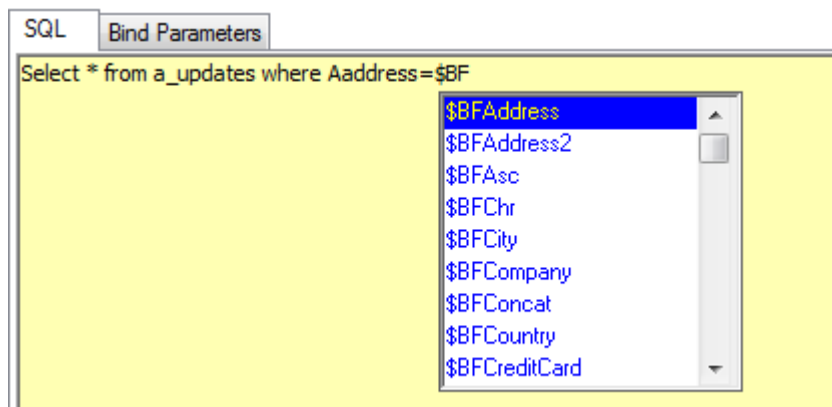 SQL
Bind Parameters
Select * from a_updates where Aaddress=$BF
$BFAddress
$BFAddress2
$BFAsc
$BFChr
$BFCity
$BFCompany
$BFConcat
$BFCountry
$BFCreditCard